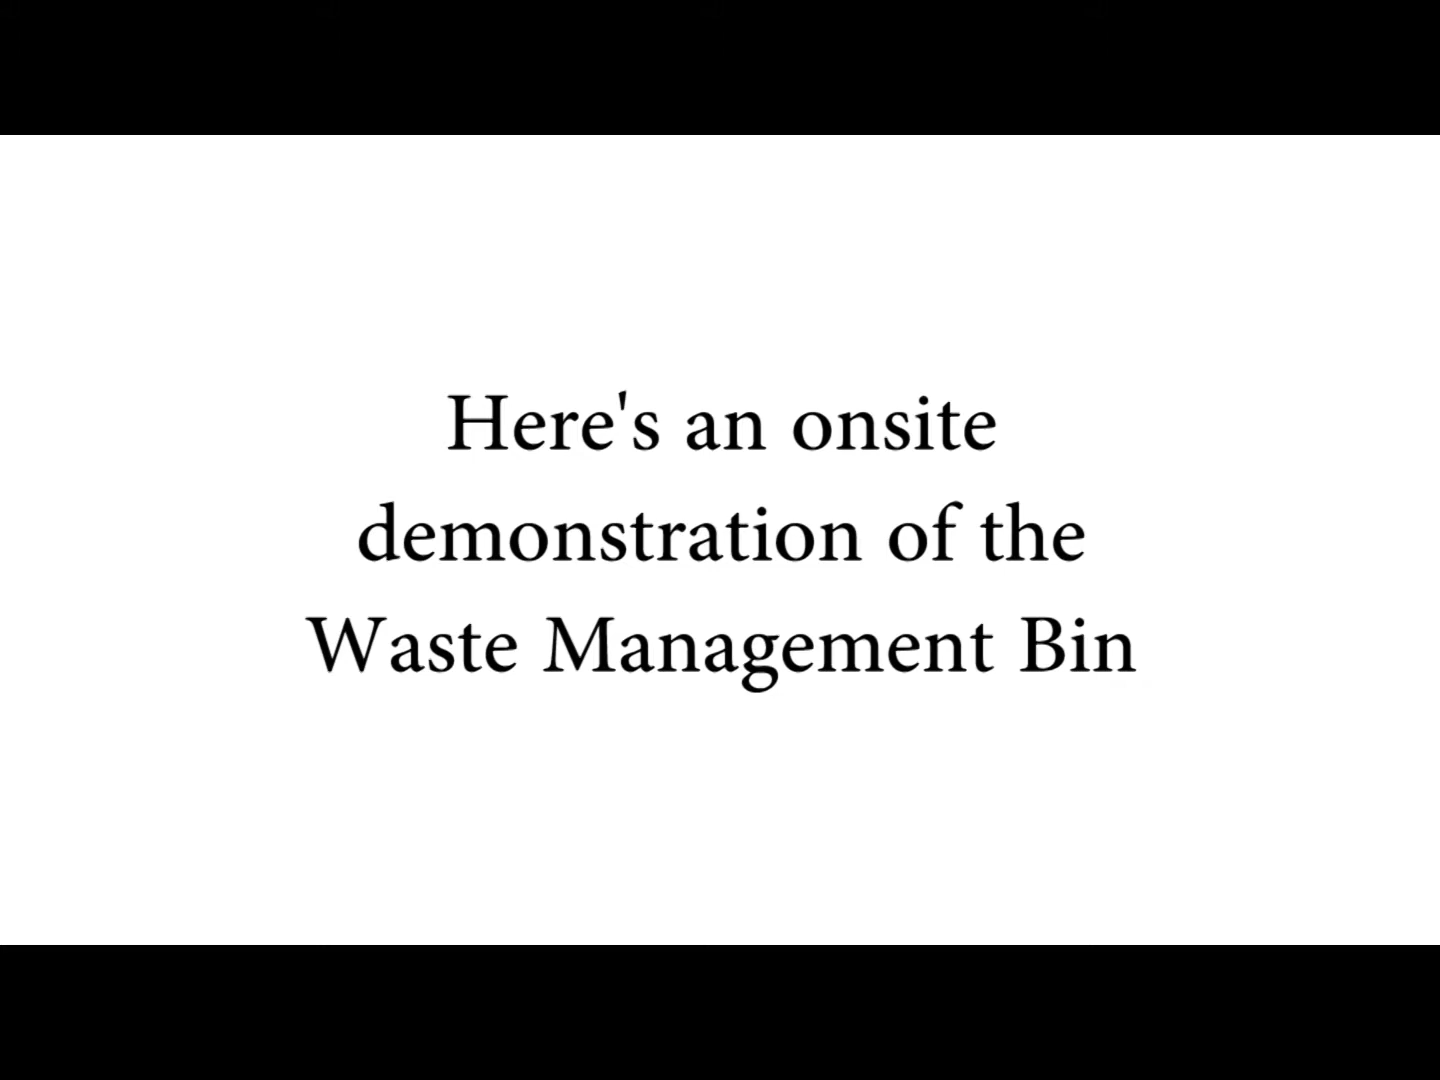 Here's an onsite
demonstration of the
Waste Management Bin